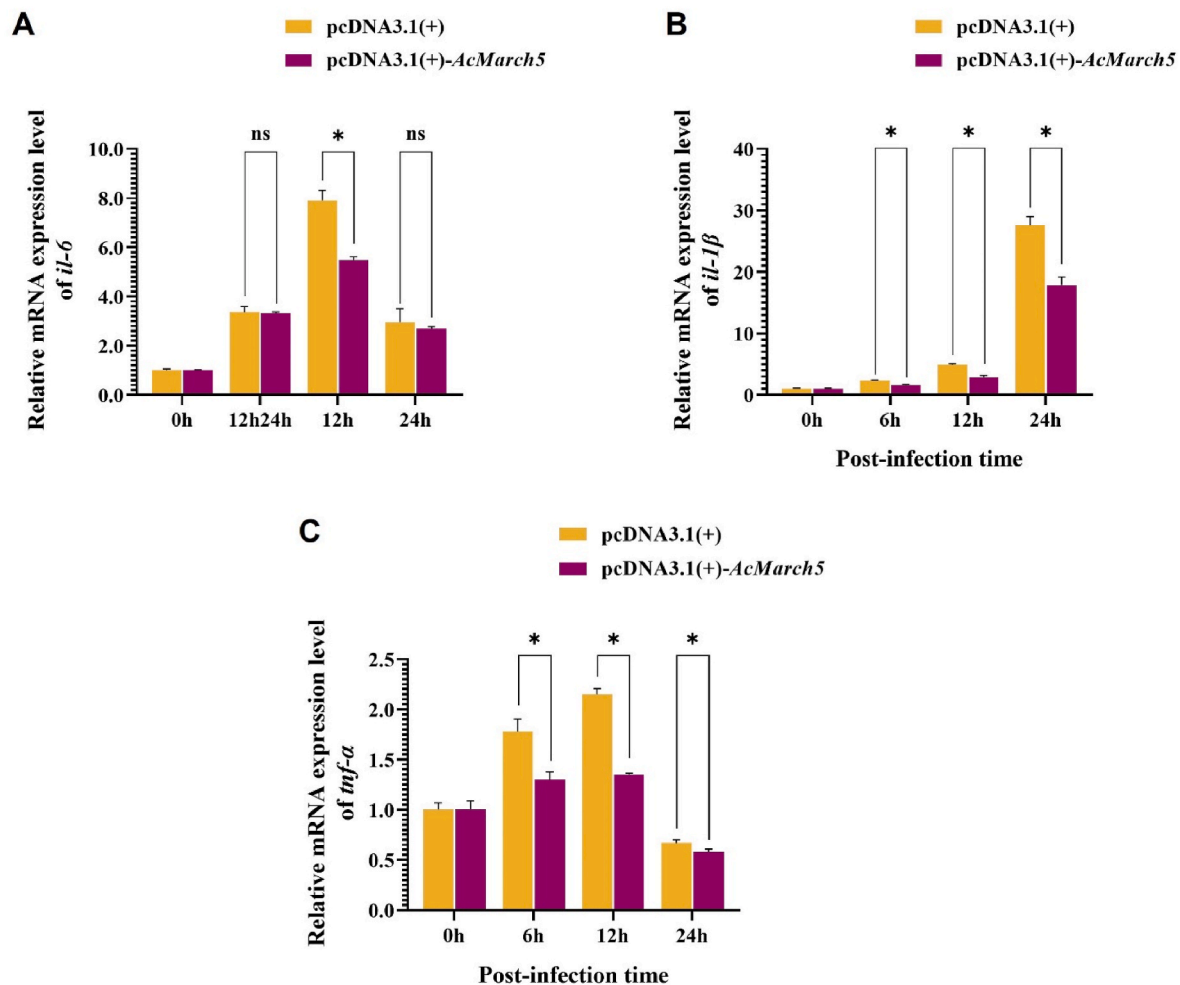 A
pcDNA3.1(+)
pcDNA3.1(+)-AcMarch5
Relative mRNA expression level
of il-6
10.0
8.0
6.0
4.0
2.0
0.0
ns
*
ns
0h
12h24h
12h
24h
B
pcDNA3.1(+)
pcDNA3.1(+)-AcMarch5
Relative mRNA expression level
of il-1β
40
30
20
10
0
*
*
*
0h
6h
12h
24h
Post-infection time
C
pcDNA3.1(+)
pcDNA3.1(+)-AcMarch5
Relative mRNA expression level
of tnf-α
2.5
2.0
1.5
1.0
0.5
0.0
*
*
*
0h
6h
12h
24h
Post-infection time